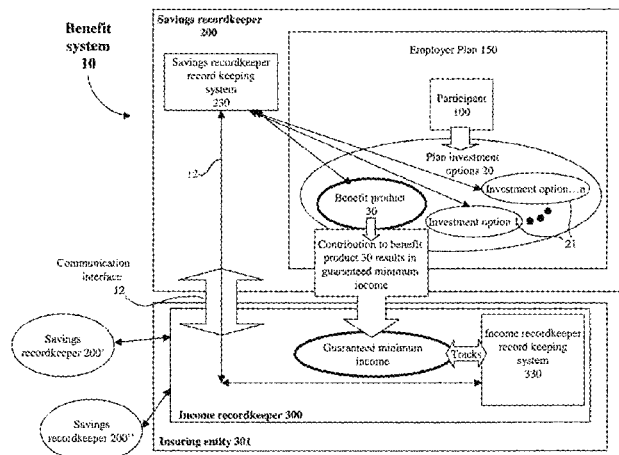 Benefit
system
10
Savings recordkeeper
200
Savings recordkeeper
record keeping
system
230
Employer Plan 150
Participant
100
Plan investment
options 20
Investment option...n
Benefit product
30
Investment option 1
21
12
Contribution to benefit
product 30 results in
guaranteed minimum
income
Communication
interface
12
Savings
recordkeeper 200'
Savings
recordkeeper 200''
Guaranteed minimum
income
Tracks
Income recordkeeper
record keeping
system
330
Income recordkeeper 300
Insuring entity 301